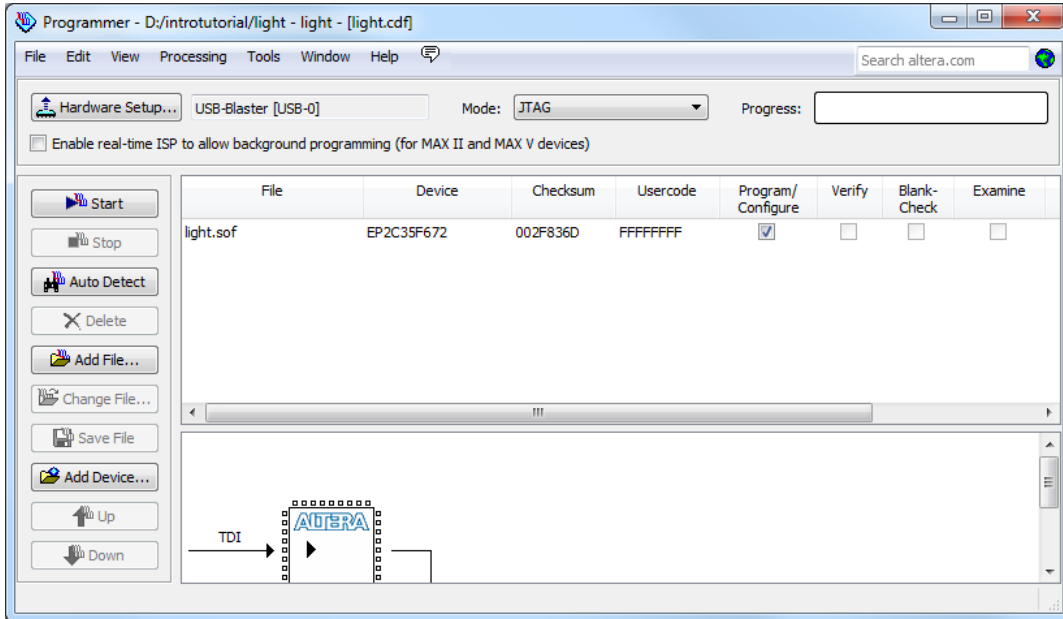 Programmer - D:/introtutorial/light - light - [light.cdf]
File Edit View Processing Tools Window Help
Search altera.com
Hardware Setup... USB-Blaster [USB-0] Mode: JTAG Progress:
Enable real-time ISP to allow background programming (for MAX II and MAX V devices)
Start
Stop
Auto Detect
Delete
Add File...
Change File...
Save File
Add Device...
Up
Down
File Device Checksum Usercode Program/ Verify Blank- Examine
Configure Check
light.sof EP2C35F672 002F836D FFFFFFFF
ALTERA
TDI